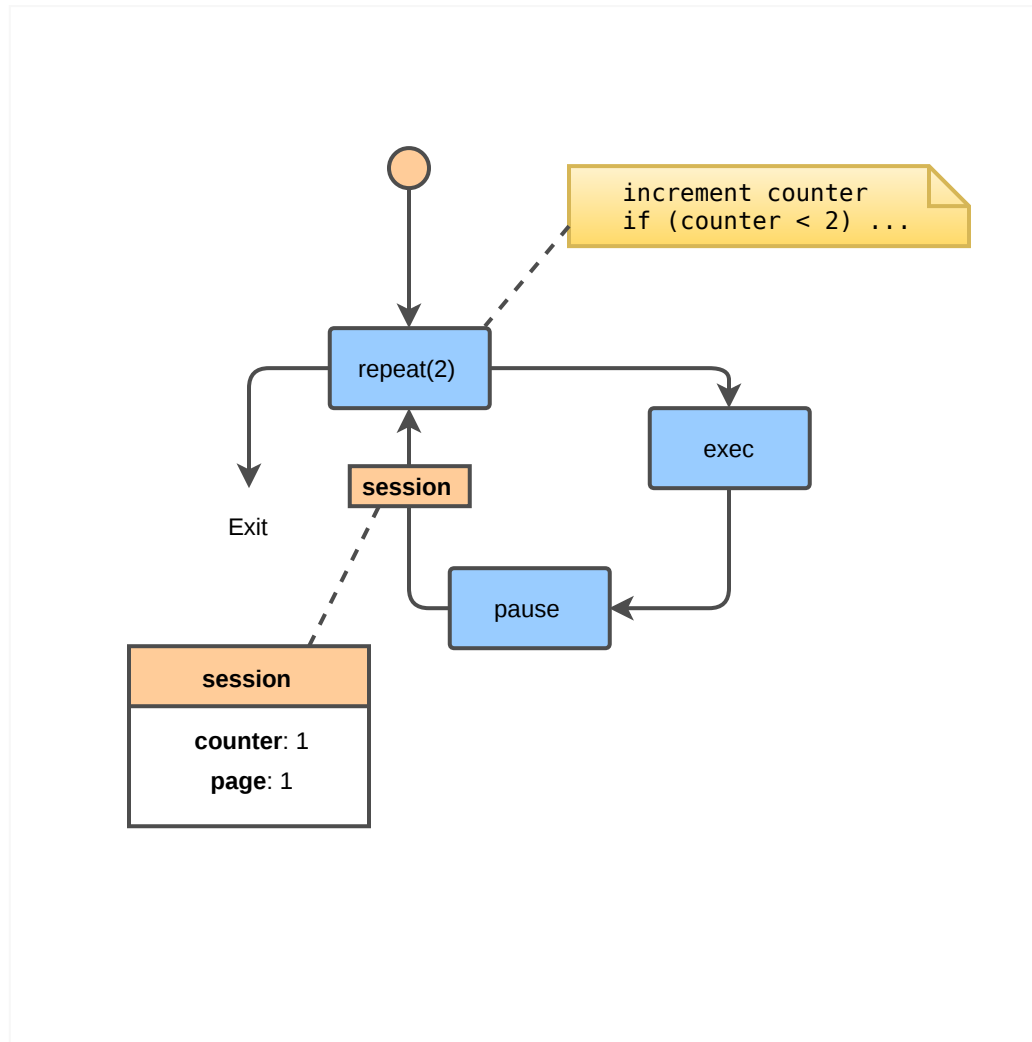 increment counter
if (counter < 2) ...
repeat(2)
exec
session
Exit
pause
session
counter: 1
page: 1